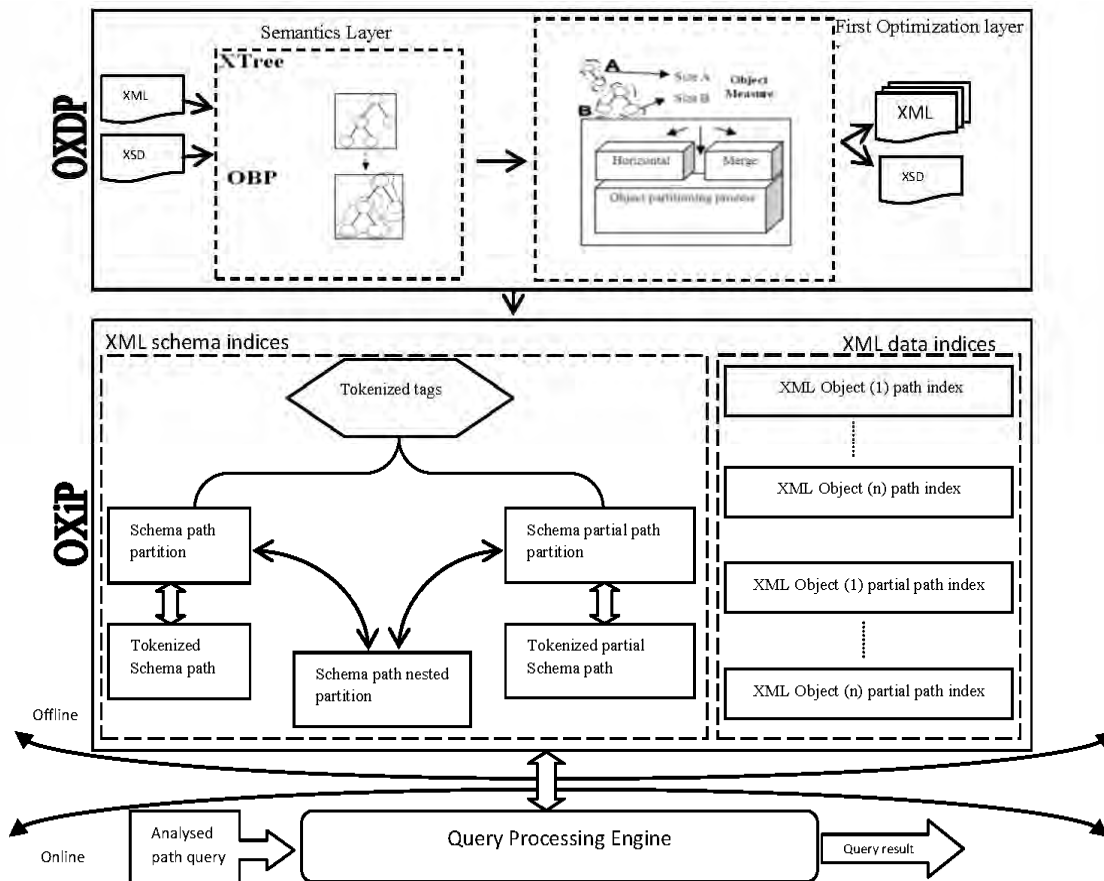 OXDP
Semantics Layer
XTree
XML
XSD
OBP
First Optimization layer
A
Size A
B
Size B
Object
Measure
Horizontal
Merge
Object partitioning process
XML
XSD
OXiP
XML schema indices
Tokenized tags
Schema path
partition
Schema partial path
partition
Tokenized
Schema path
Schema path nested
partition
Tokenized partial
Schema path
XML data indices
XML Object (1) path index
XML Object (n) path index
XML Object (1) partial path index
XML Object (n) partial path index
Offline
Online
Analysed
path query
Query Processing Engine
Query result